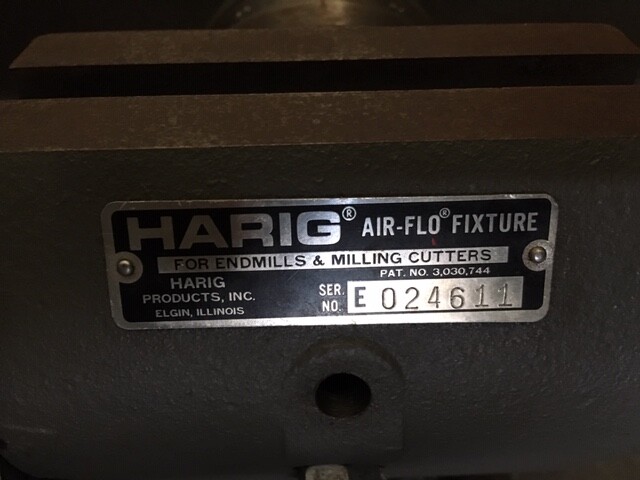 HARIG® AIR-FLO® FIXTURE
FOR ENDMILLS & MILLING CUTTERS
PAT. NO. 3,030,744
HARIG
PRODUCTS, INC.
ELGIN, ILLINOIS
SER.
NO. E 024611